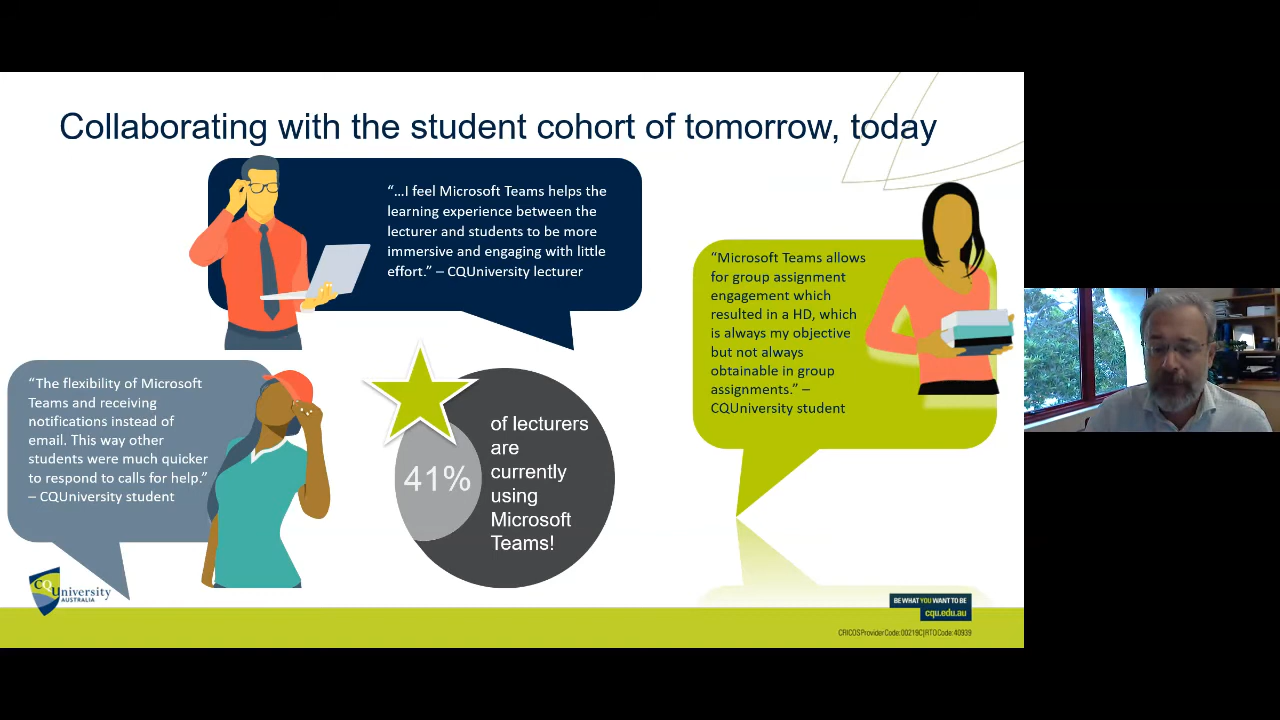 Collaborating with the student cohort of tomorrow, today
“…I feel Microsoft Teams helps the
learning experience between the
lecturer and students to be more
immersive and engaging with little
effort.” – CQUniversity lecturer
“Microsoft Teams allows
for group assignment
engagement which
resulted in a HD, which
is always my objective
but not always
obtainable in group
assignments.” –
CQUniversity student
“The flexibility of Microsoft
Teams and receiving
notifications instead of
email. This way other
students were much quicker
to respond to calls for help.”
– CQUniversity student
41%
of lecturers
are
currently
using
Microsoft
Teams!
CQUniversity
AUSTRALIA
BE WHAT YOU WANT TO BE
cqu.edu.au
CRICOS Provider Code: 00219C | RTO Code: 40939